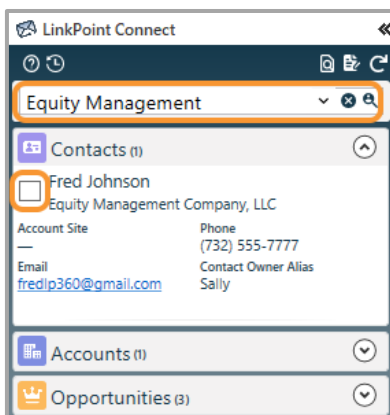 LinkPoint Connect
Equity Management
Contacts (1)
Fred Johnson
Equity Management Company, LLC
Account Site
Phone
—
(732) 555-7777
Email
Contact Owner Alias
fredlp360@gmail.com
Sally
Accounts (1)
Opportunities (3)